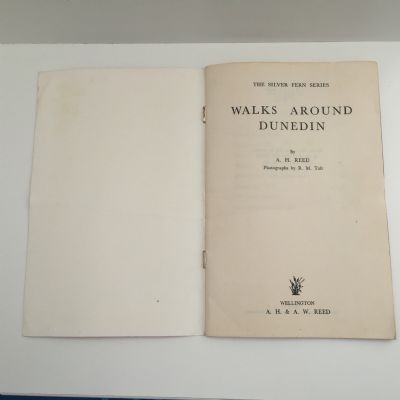 THE SILVER FERN SERIES
WALKS AROUND
DUNEDIN
by
A. H. REED
Photographs by R. M. Tait
WELLINGTON
A. H. & A. W. REED